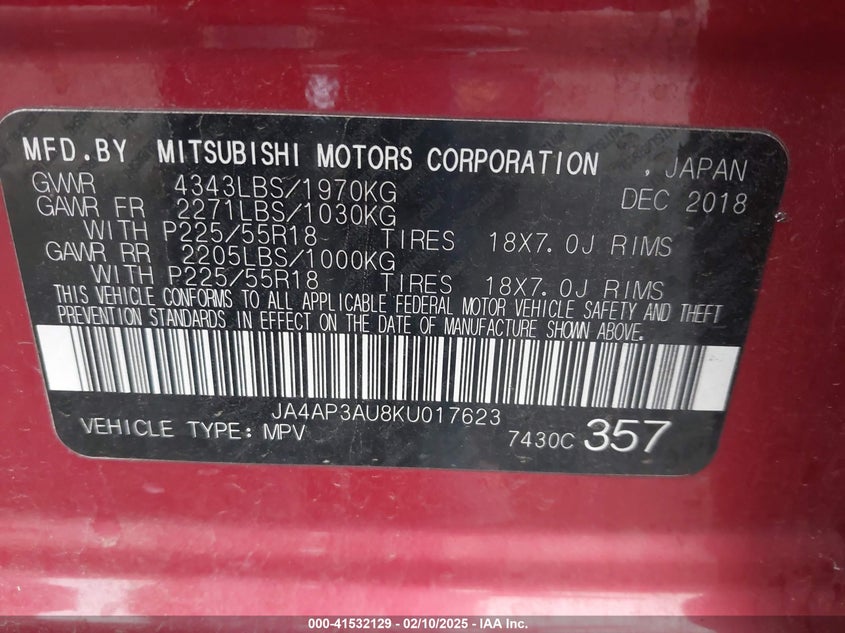 MFD.BY MITSUBISHI MOTORS CORPORATION , JAPAN
GVWR 4343LBS/1970KG DEC 2018
GAWR FR 2271LBS/1030KG
WITH P225/55R18 TIRES 18X7.0J RIMS
GAWR RR 2205LBS/1000KG
WITH P225/55R18 TIRES 18X7.0J RIMS
THIS VEHICLE CONFORMS TO ALL APPLICABLE FEDERAL MOTOR VEHICLE SAFETY AND THEFT
PREVENTION STANDARDS IN EFFECT ON THE DATE OF MANUFACTURE SHOWN ABOVE.
JA4AP3AU8KU017623
VEHICLE TYPE: MPV 7430C 357
000-41532129 - 02/10/2025 - IAA Inc.